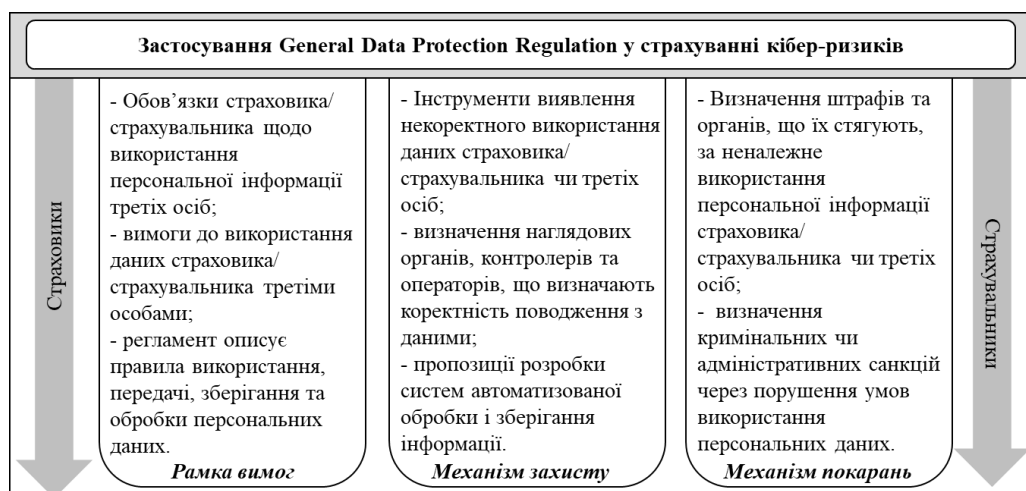 Застосування General Data Protection Regulation у страхуванні кібер-ризиків
Страховики
- Обов’язки страховика/
страхувальника щодо
використання
персональної інформації
третіх осіб;
- вимоги до використання
даних страховика/
страхувальника третіми
особами;
- регламент описує
правила використання,
передачі, зберігання та
обробки персональних
даних.
Рамка вимог
- Інструменти виявлення
некоректного використання
даних страховика/
страхувальника чи третіх
осіб;
- визначення наглядових
органів, контролерів та
операторів, що визначають
коректність поводження з
даними;
- пропозиції розробки
систем автоматизованої
обробки і зберігання
інформації.
Механізм захисту
- Визначення штрафів та
органів, що їх стягують,
за неналежне
використання
персональної інформації
страховика/
страхувальника чи третіх
осіб;
- визначення
кримінальних чи
адміністративних санкцій
через порушення умов
використання
персональних даних.
Механізм покарань
Страхувальники